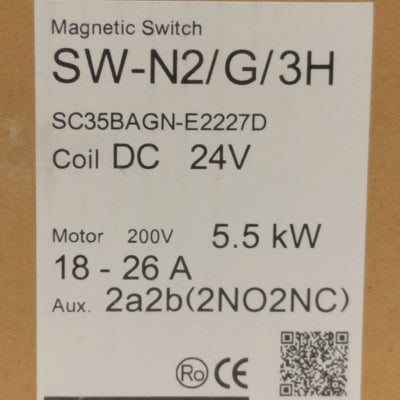 Magnetic Switch
SW-N2/G/3H
SC35BAGN-E2227D
Coil DC 24V
Motor 200V 5.5 kW
18 - 26 A
Aux. 2a2b(2NO2NC)
Ro CE